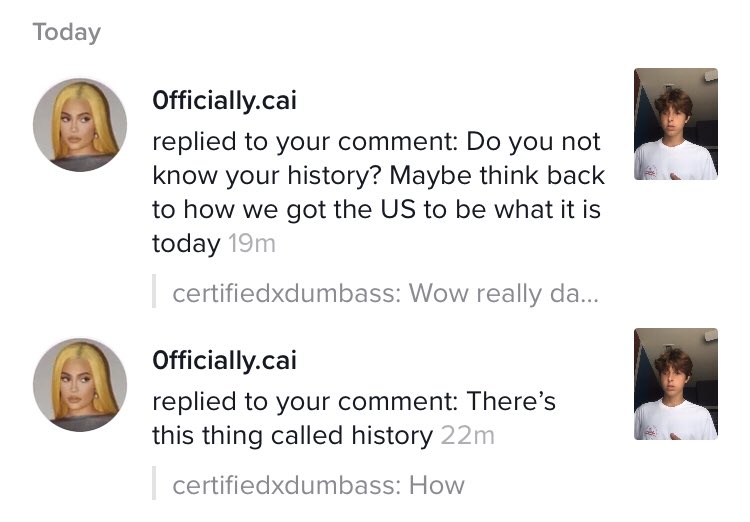 Today
0fficially.cai
replied to your comment: Do you not
know your history? Maybe think back
to how we got the US to be what it is
today 19m
certifiedxdumbass: Wow really da...
0fficially.cai
replied to your comment: There’s
this thing called history 22m
certifiedxdumbass: How